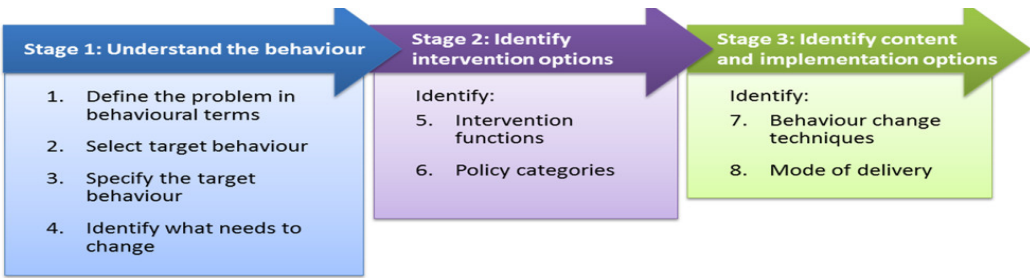 Stage 1: Understand the behaviour
1. Define the problem in
behavioural terms
2. Select target behaviour
3. Specify the target
behaviour
4. Identify what needs to
change
Stage 2: Identify
intervention options
Identify:
5. Intervention
functions
6. Policy categories
Stage 3: Identify content
and implementation options
Identify:
7. Behaviour change
techniques
8. Mode of delivery